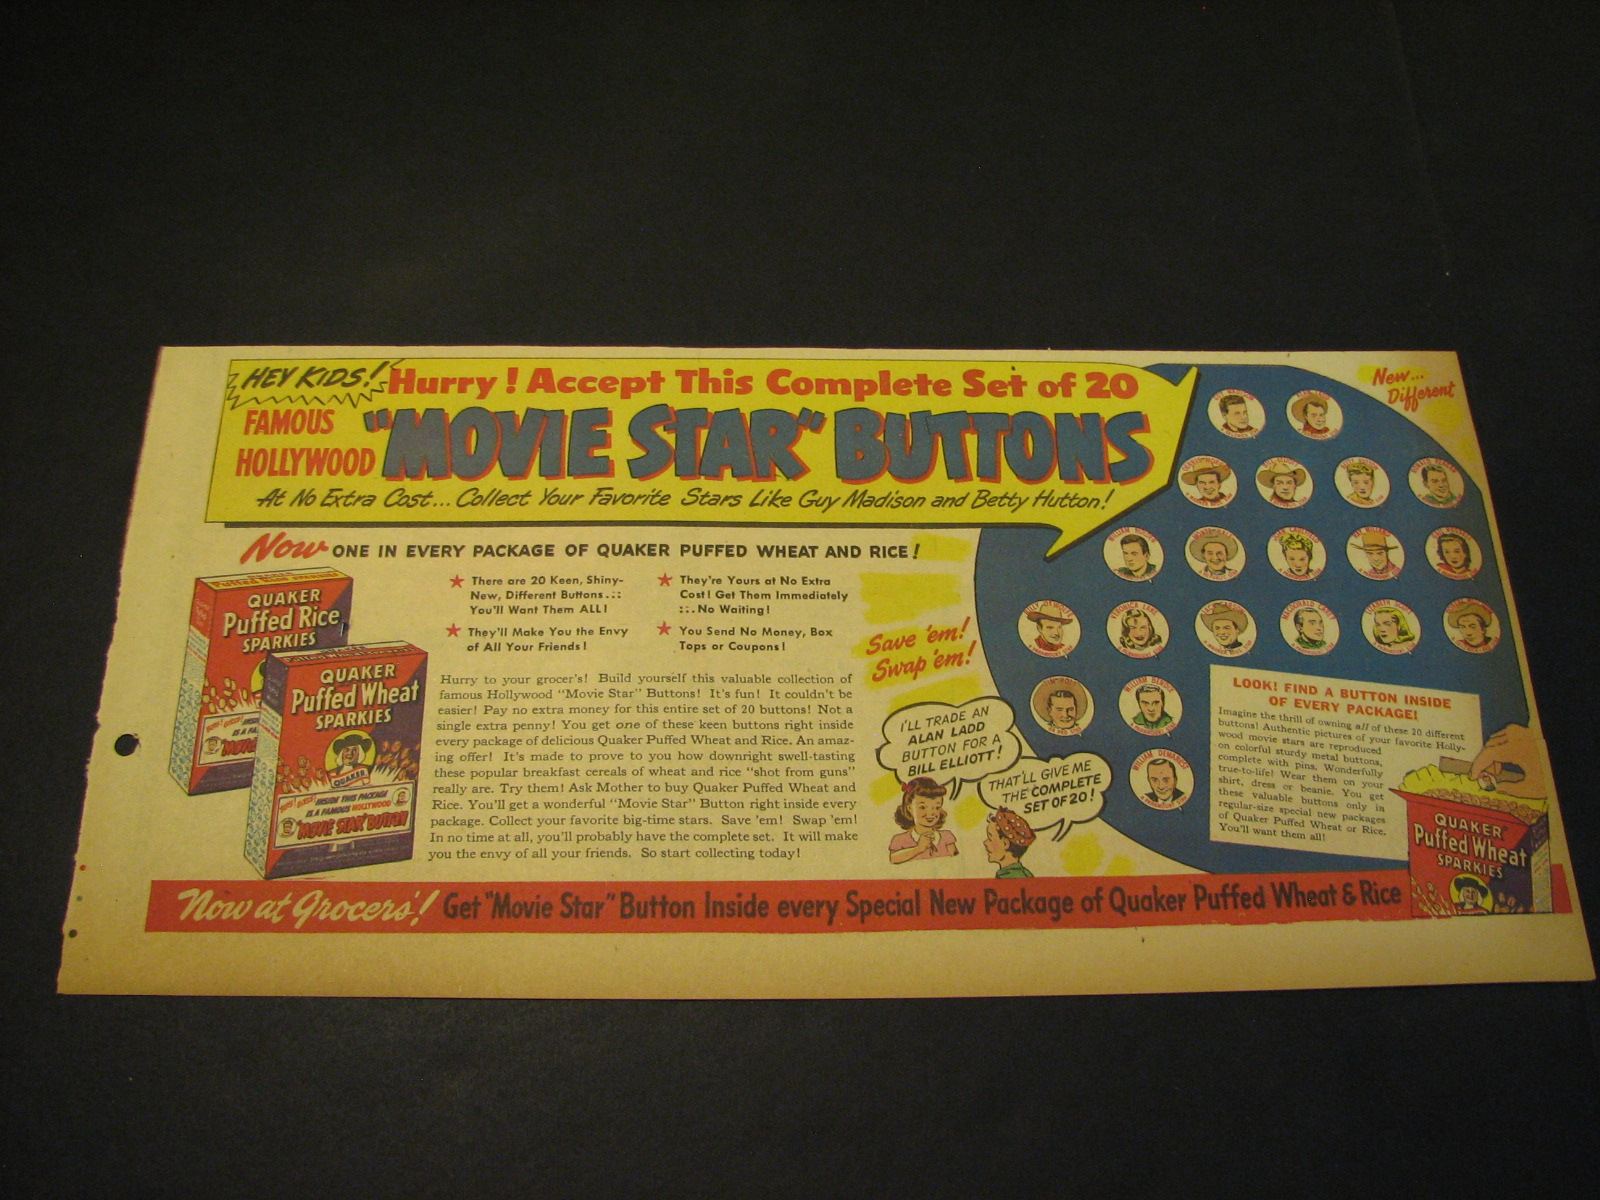 HEY KIDS!
Hurry! Accept This Complete Set of 20
FAMOUS
HOLLYWOOD
"MOVIE STAR" BUTTONS
At No Extra Cost... Collect Your Favorite Stars Like Guy Madison and Betty Hutton!
New...
Different
Now ONE IN EVERY PACKAGE OF QUAKER PUFFED WHEAT AND RICE!
★ There are 20 Keen, Shiny-
New, Different Buttons...
You'll Want Them ALL!
★ They'll Make You the Envy
of All Your Friends!
★ They're Yours at No Extra
Cost! Get Them Immediately
...No Waiting!
★ You Send No Money, Box
Tops or Coupons!
QUAKER
Puffed Rice
SPARKIES
QUAKER
Puffed Wheat
SPARKIES
QUAKER
INSIDE THIS PACKAGE
IS A FAMOUS HOLLYWOOD
"MOVIE STAR" BUTTON
Hurry to your grocer's! Build yourself this valuable collection of
famous Hollywood "Movie Star" Buttons! It's fun! It couldn't be
easier! Pay no extra money for this entire set of 20 buttons! Not a
single extra penny! You get one of these keen buttons right inside
every package of delicious Quaker Puffed Wheat and Rice. An amaz-
ing offer! It's made to prove to you how downright swell-tasting
these popular breakfast cereals of wheat and rice "shot from guns"
really are. Try them! Ask Mother to buy Quaker Puffed Wheat and
Rice. You'll get a wonderful "Movie Star" Button right inside every
package. Collect your favorite big-time stars. Save 'em! Swap 'em!
In no time at all, you'll probably have the complete set. It will make
you the envy of all your friends. So start collecting today!
Save 'em!
Swap 'em!
I'LL TRADE AN
ALAN LADD
BUTTON FOR A
BILL ELLIOTT!
THAT'LL GIVE ME
THE COMPLETE
SET OF 20!
VERONICA LAKE
MACDONALD CAREY
WILLIAM BENDIX
WILLIAM DEMAREST
LOOK! FIND A BUTTON INSIDE
OF EVERY PACKAGE!
Imagine the thrill of owning all of these 20 different
buttons! Authentic pictures of your favorite Holly-
wood movie stars are reproduced
on colorful sturdy metal buttons,
complete with pins. Wonderfully
true-to-life! Wear them on your
shirt, dress or beanie. You get
these valuable buttons only in
regular-size special new packages
of Quaker Puffed Wheat or Rice.
You'll want them all!
QUAKER
Puffed Wheat
SPARKIES
Now at Grocers'! Get "Movie Star" Button Inside every Special New Package of Quaker Puffed Wheat & Rice